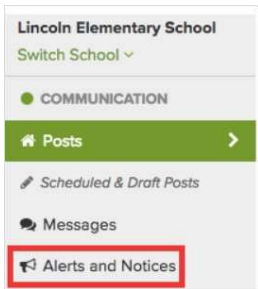 Lincoln Elementary School
Switch School
COMMUNICATION
Posts
Scheduled & Draft Posts
Messages
Alerts and Notices